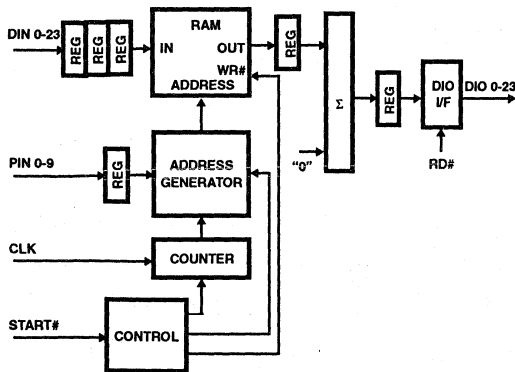 DIN 0-23
REG
REG
REG
RAM
IN
OUT
WR#
ADDRESS
REG
Σ
"0"
REG
DIO
I/F
DIO 0-23
RD#
PIN 0-9
REG
ADDRESS
GENERATOR
CLK
COUNTER
START#
CONTROL